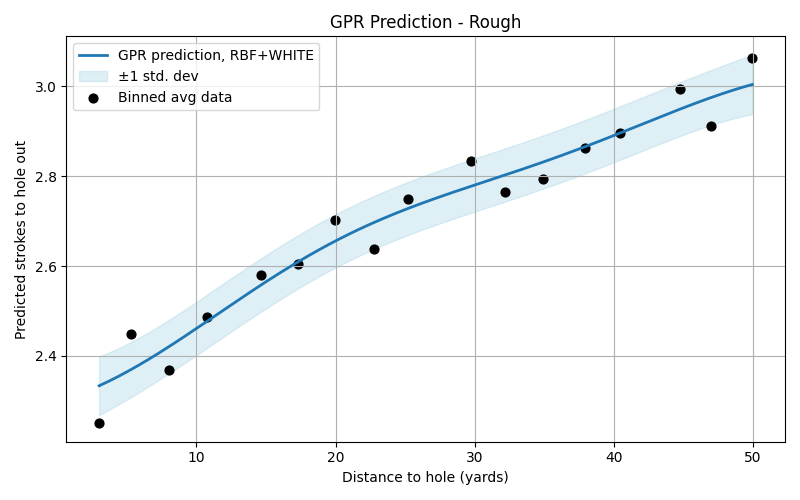 GPR Prediction - Rough
GPR prediction, RBF+WHITE
±1 std. dev
Binned avg data
Predicted strokes to hole out
3.0
2.8
2.6
2.4
10 20 30 40 50
Distance to hole (yards)